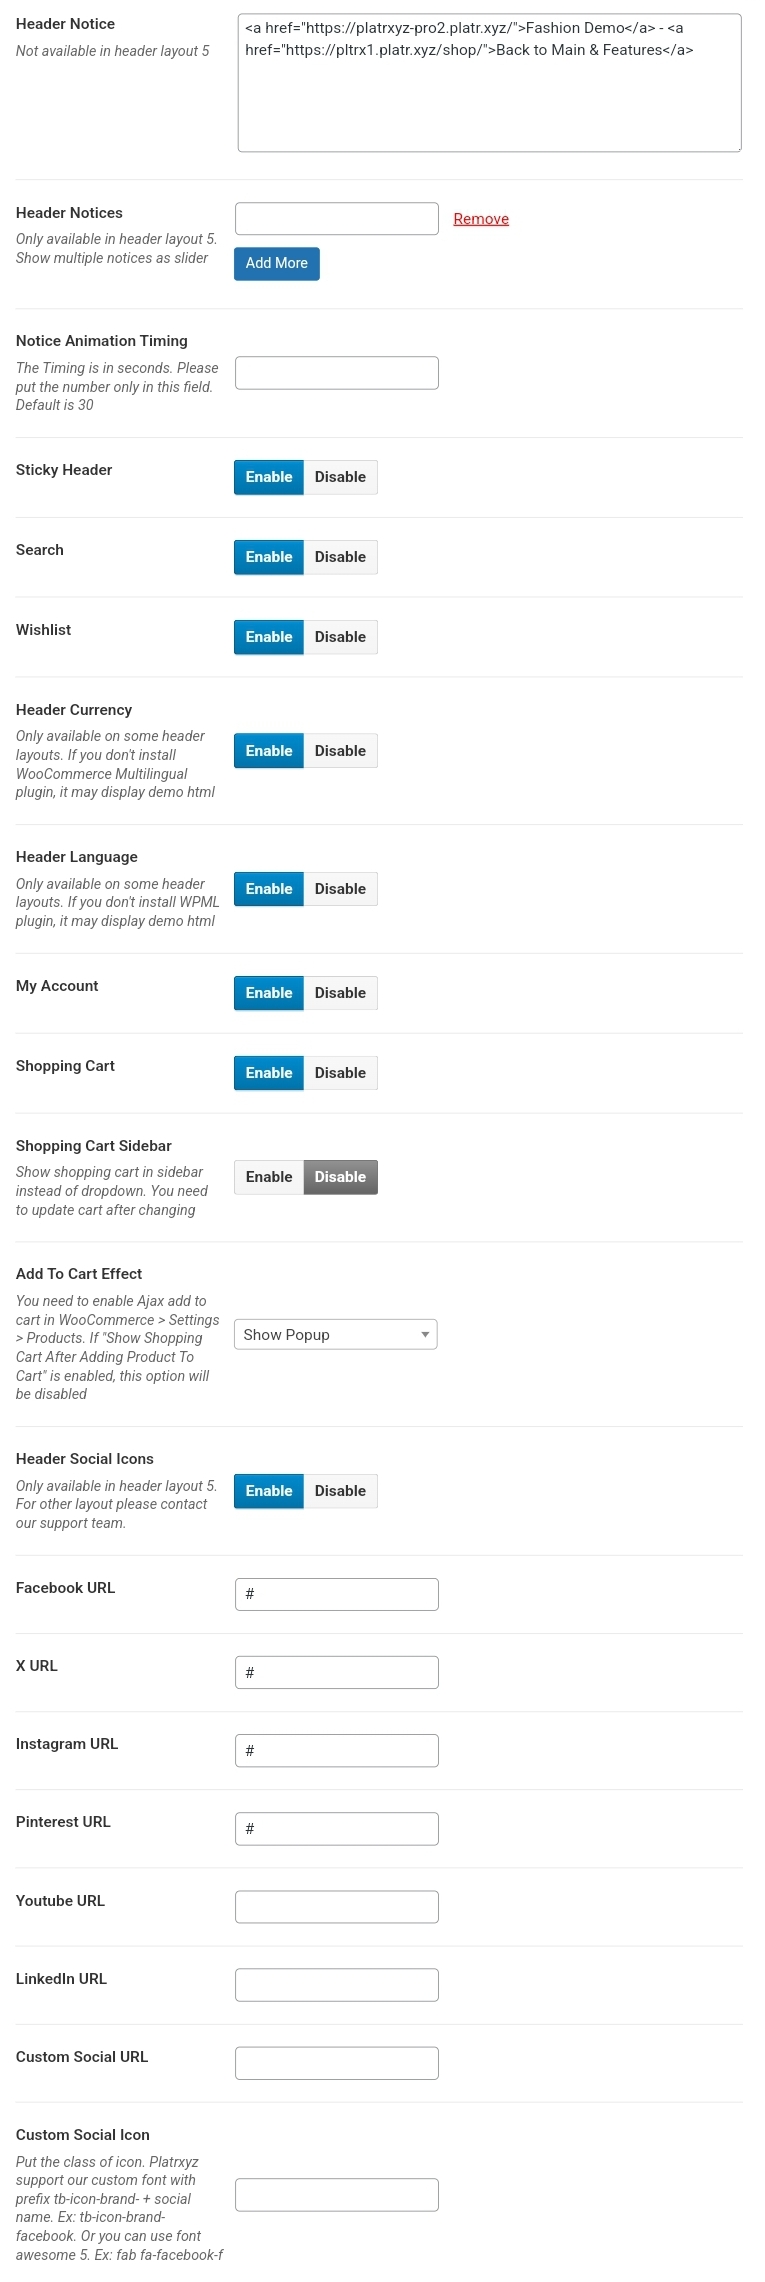 Header Notice
Not available in header layout 5
<a href="https://platrxyz-pro2.platr.xyz/">Fashion Demo</a> - <a
href="https://pltrx1.platr.xyz/shop/">Back to Main & Features</a>
Header Notices
Only available in header layout 5.
Show multiple notices as slider
Remove
Add More
Notice Animation Timing
The Timing is in seconds. Please
put the number only in this field.
Default is 30
Sticky Header
Enable Disable
Search
Enable Disable
Wishlist
Enable Disable
Header Currency
Only available on some header
layouts. If you don't install
WooCommerce Multilingual
plugin, it may display demo html
Enable Disable
Header Language
Only available on some header
layouts. If you don't install WPML
plugin, it may display demo html
Enable Disable
My Account
Enable Disable
Shopping Cart
Enable Disable
Shopping Cart Sidebar
Show shopping cart in sidebar
instead of dropdown. You need
to update cart after changing
Enable Disable
Add To Cart Effect
You need to enable Ajax add to
cart in WooCommerce > Settings
> Products. If "Show Shopping
Cart After Adding Product To
Cart" is enabled, this option will
be disabled
Show Popup
Header Social Icons
Only available in header layout 5.
For other layout please contact
our support team.
Enable Disable
Facebook URL
#
X URL
#
Instagram URL
#
Pinterest URL
#
Youtube URL
LinkedIn URL
Custom Social URL
Custom Social Icon
Put the class of icon. Platrxyz
support our custom font with
prefix tb-icon-brand- + social
name. Ex: tb-icon-brand-
facebook. Or you can use font
awesome 5. Ex: fab fa-facebook-f